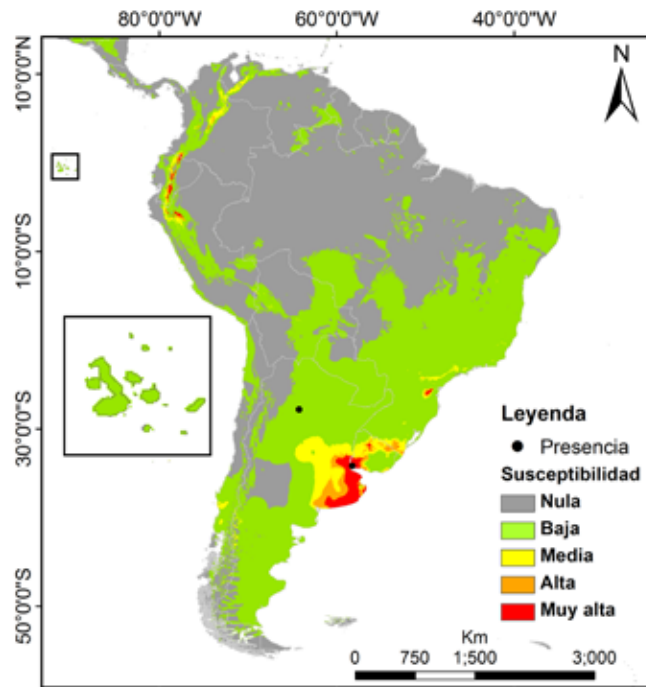 80°0'0"W 60°0'0"W 40°0'0"W
10°0'0"N
10°0'0"S
30°0'0"S
50°0'0"S
N
Leyenda
Presencia
Susceptibilidad
Nula
Baja
Media
Alta
Muy alta
Km
0 750 1;500 3;000